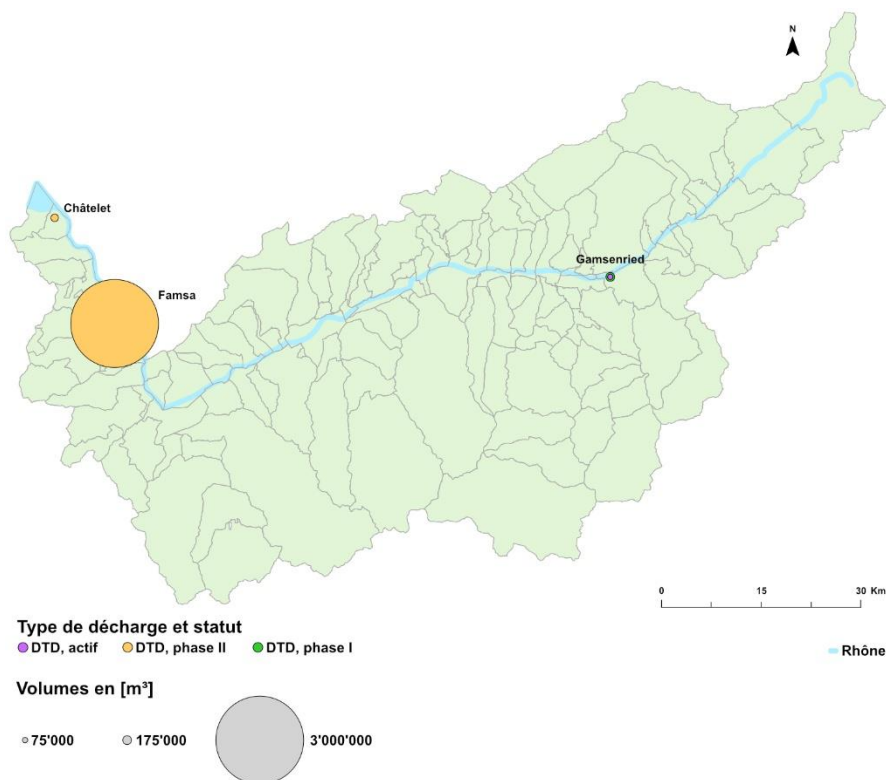 N
Châtelet
Gamsenried
Famsa
0 15 30 Km
Type de décharge et statut
DTD, actif DTD, phase II DTD, phase I
Rhône
Volumes en [m³]
75'000 175'000 3'000'000